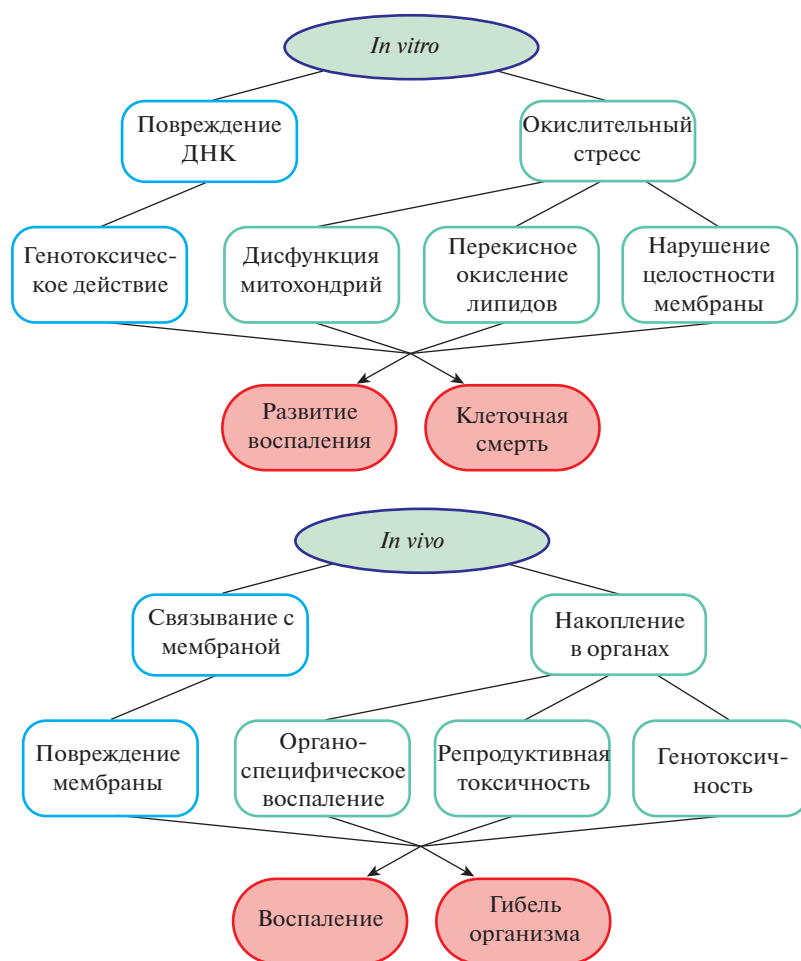 In vitro
Повреждение
ДНК
Окислительный
стресс
Генотоксичес-
кое действие
Дисфункция
митохондрий
Перекисное
окисление
липидов
Нарушение
целостности
мембраны
Развитие
воспаления
Клеточная
смерть
In vivo
Связывание с
мембраной
Накопление
в органах
Повреждение
мембраны
Органо-
специфическое
воспаление
Репродуктивная
токсичность
Генотоксич-
ность
Воспаление
Гибель
организма